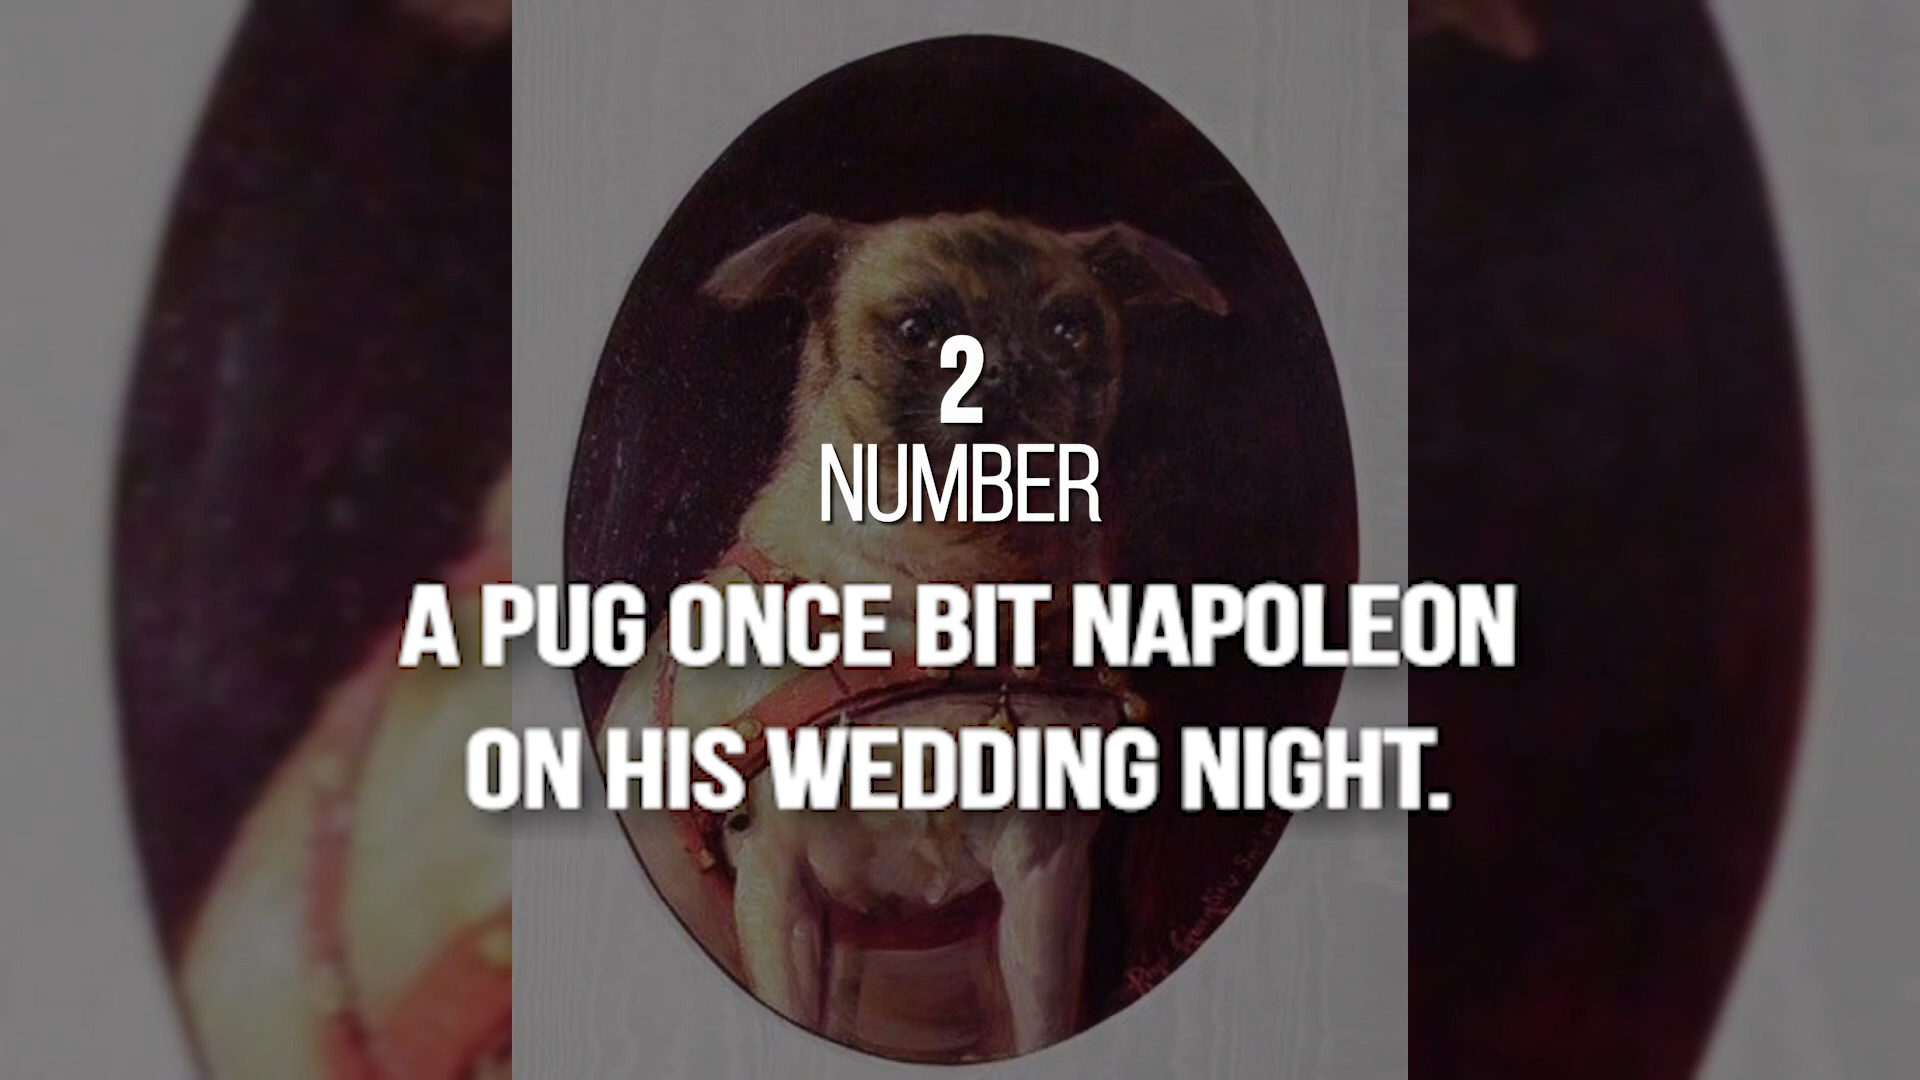 2
NUMBER
A PUG ONCE BIT NAPOLEON
ON HIS WEDDING NIGHT.